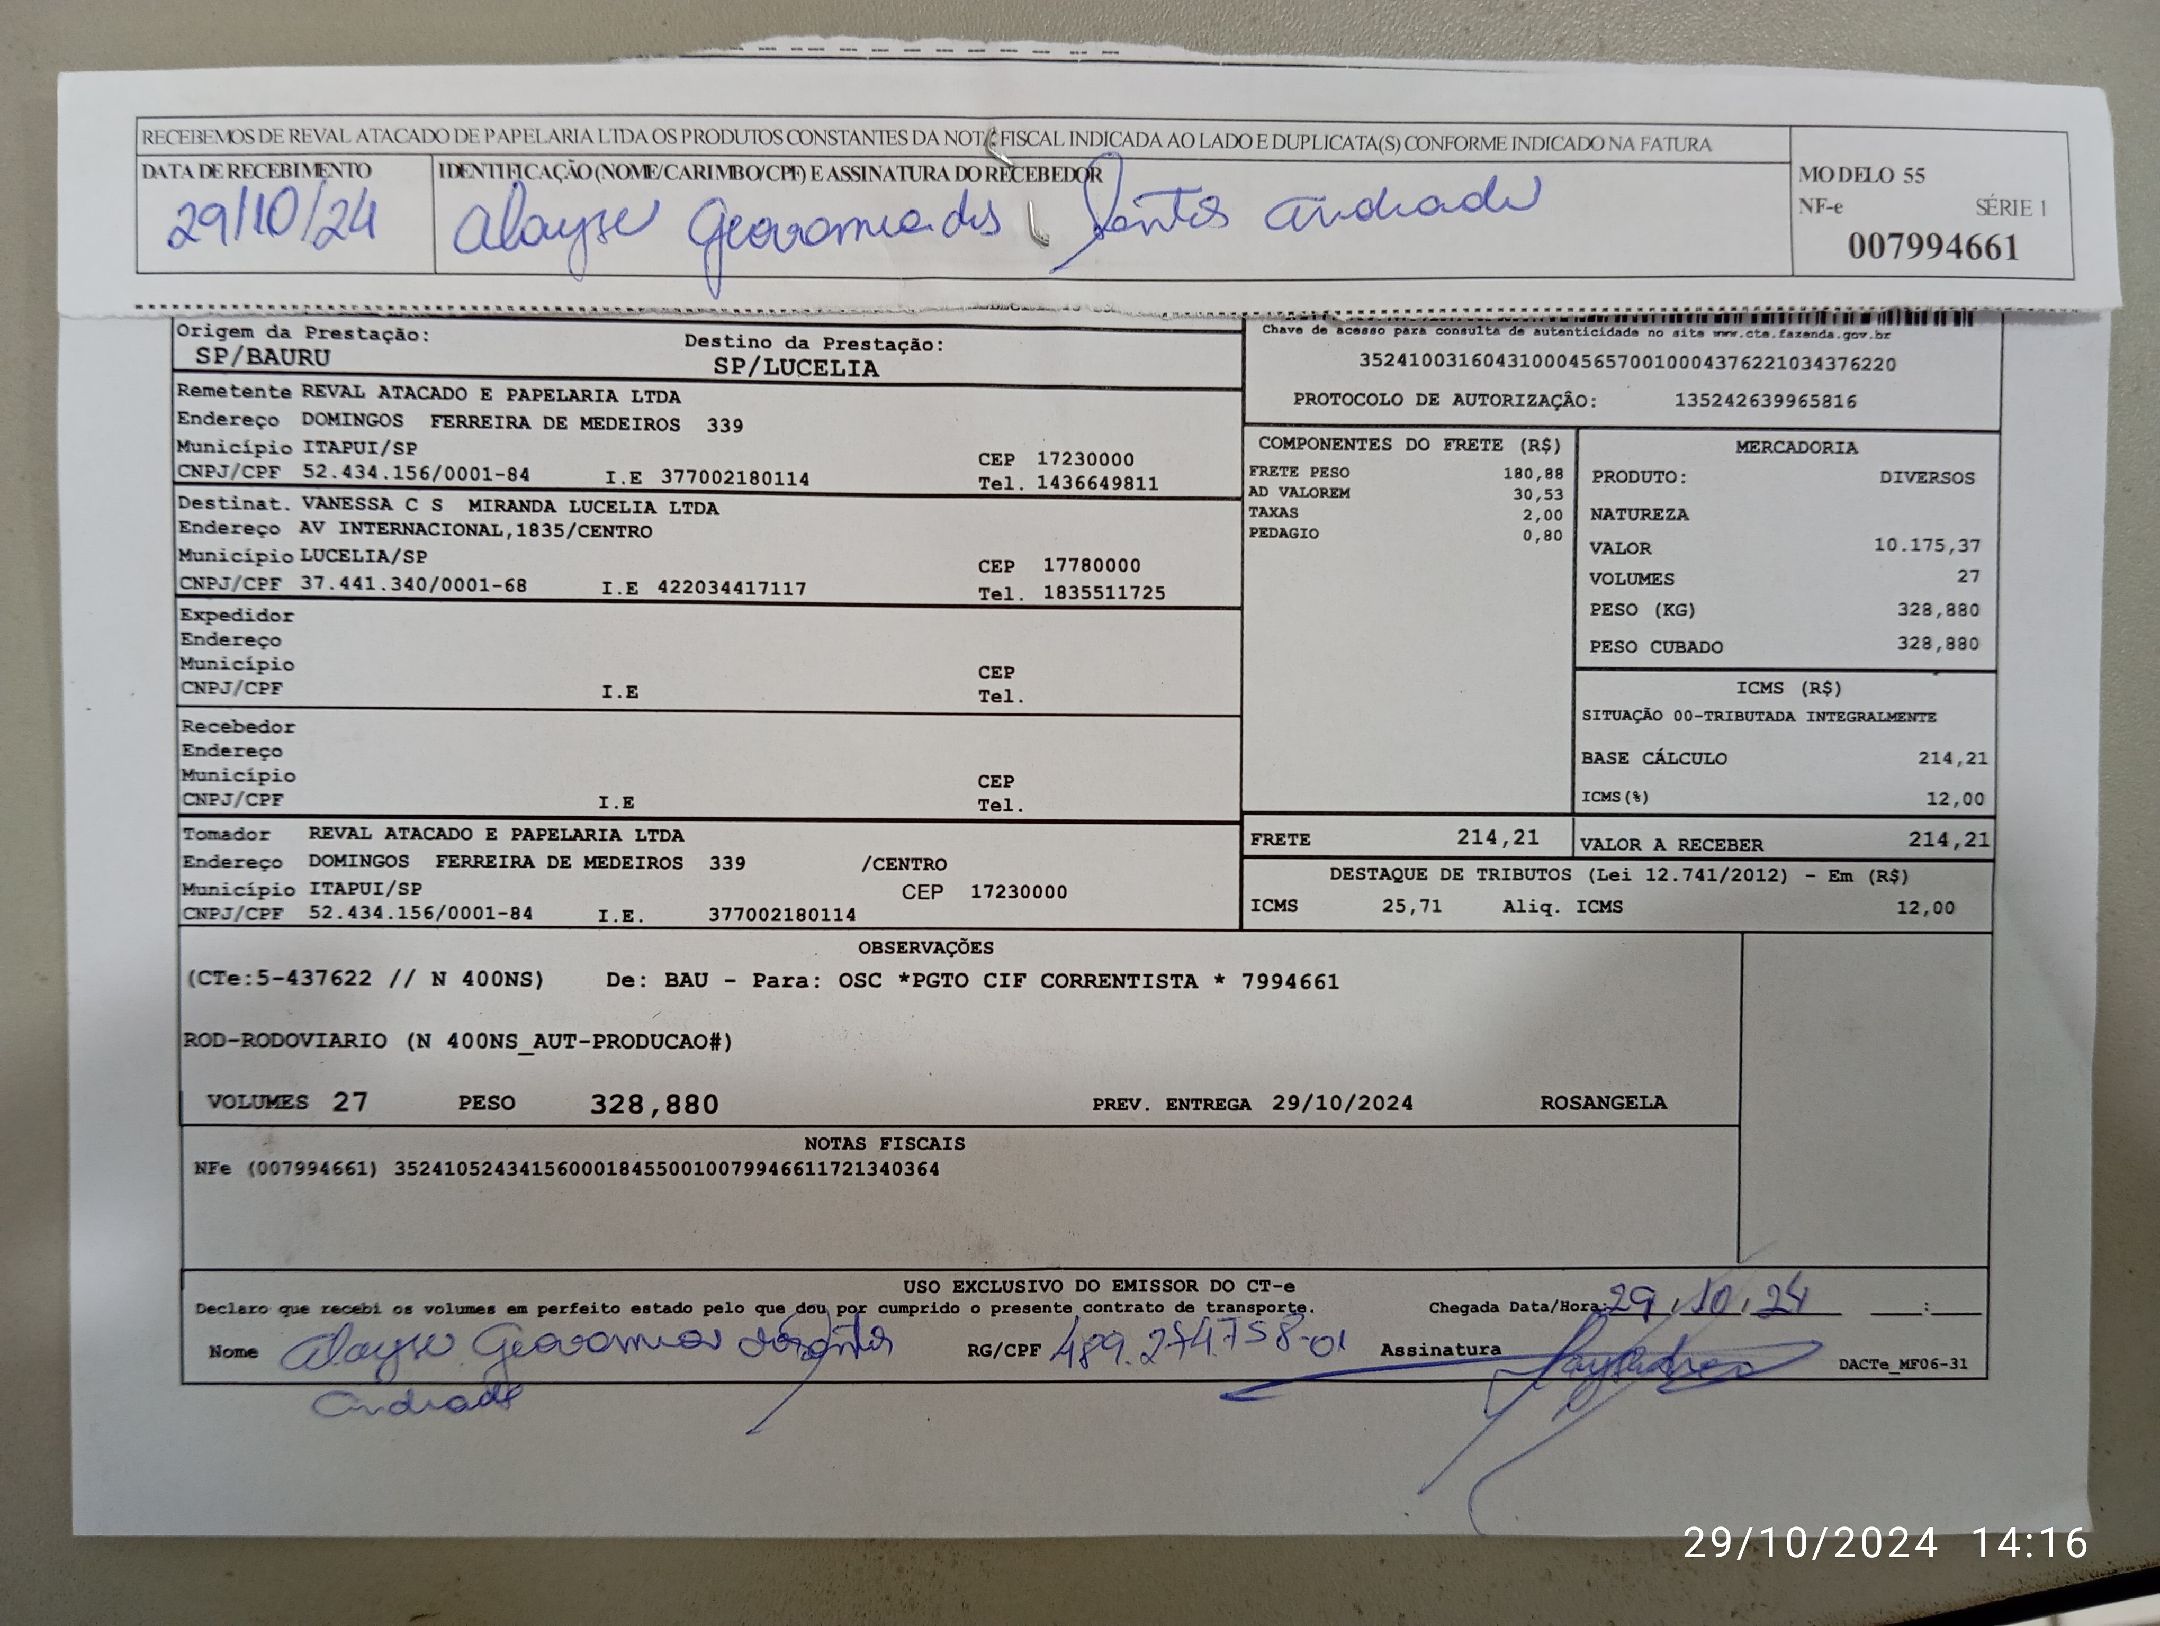 RECEBEMOS DE REVAL ATACADO DE PAPELARIA LTDA OS PRODUTOS CONSTANTES DA NOTA FISCAL INDICADA AO LADO E DUPLICATA(S) CONFORME INDICADO NA FATURA
DATA DE RECEBIMENTO
29/10/24
IDENTIFICAÇÃO (NOME/CARIMBO/CPF) E ASSINATURA DO RECEBEDOR
Santos Andrade
MODELO 55
NF-e SÉRIE 1
007994661
Origem da Prestação: Destino da Prestação:
SP/BAURU SP/LUCELIA
Chave de acesso para consulta de autenticidade no site www.cte.fazenda.gov.br
35241003160431000456570010004376221034376220
PROTOCOLO DE AUTORIZAÇÂO: 135242639965816
Remetente REVAL ATACADO E PAPELARIA LTDA
Endereço DOMINGOS FERREIRA DE MEDEIROS 339
Município ITAPUI/SP CEP 17230000
CNPJ/CPF 52.434.156/0001-84 I.E 377002180114 Tel. 1436649811
Destinat. VANESSA C S MIRANDA LUCELIA LTDA
Endereço AV INTERNACIONAL,1835/CENTRO
Município LUCELIA/SP CEP 17780000
CNPJ/CPF 37.441.340/0001-68 I.E 422034417117 Tel. 1835511725
Expedidor
Endereço
Município CEP
CNPJ/CPF I.E Tel.
Recebedor
Endereço
Município CEP
CNPJ/CPF I.E Tel.
Tomador REVAL ATACADO E PAPELARIA LTDA
Endereço DOMINGOS FERREIRA DE MEDEIROS 339 /CENTRO
Município ITAPUI/SP CEP 17230000
CNPJ/CPF 52.434.156/0001-84 I.E. 377002180114
COMPONENTES DO FRETE (R$)
FRETE PESO 180,88
AD VALOREM 30,53
TAXAS 2,00
PEDAGIO 0,80
MERCADORIA
PRODUTO: DIVERSOS
NATUREZA
VALOR 10.175,37
VOLUMES 27
PESO (KG) 328,880
PESO CUBADO 328,880
ICMS (R$)
SITUAÇÃO 00-TRIBUTADA INTEGRALMENTE
BASE CÁLCULO 214,21
ICMS(%) 12,00
FRETE 214,21 VALOR A RECEBER 214,21
DESTAQUE DE TRIBUTOS (Lei 12.741/2012) - Em (R$)
ICMS 25,71 Aliq. ICMS 12,00
OBSERVAÇÕES
(CTe:5-437622 // N 400NS) De: BAU - Para: OSC *PGTO CIF CORRENTISTA * 7994661
ROD-RODOVIARIO (N 400NS_AUT-PRODUCAO#)
VOLUMES 27 PESO 328,880 PREV. ENTREGA 29/10/2024 ROSANGELA
NOTAS FISCAIS
NFe (007994661) 35241052434156000184550010079946611721340364
USO EXCLUSIVO DO EMISSOR DO CT-e
Declaro que recebi os volumes em perfeito estado pelo que dou por cumprido o presente contrato de transporte. Chegada Data/Hora: 29.10.24 :
Nome RG/CPF 489.274.758-01 Assinatura DACTe_MF06-31
Andrade
29/10/2024 14:16